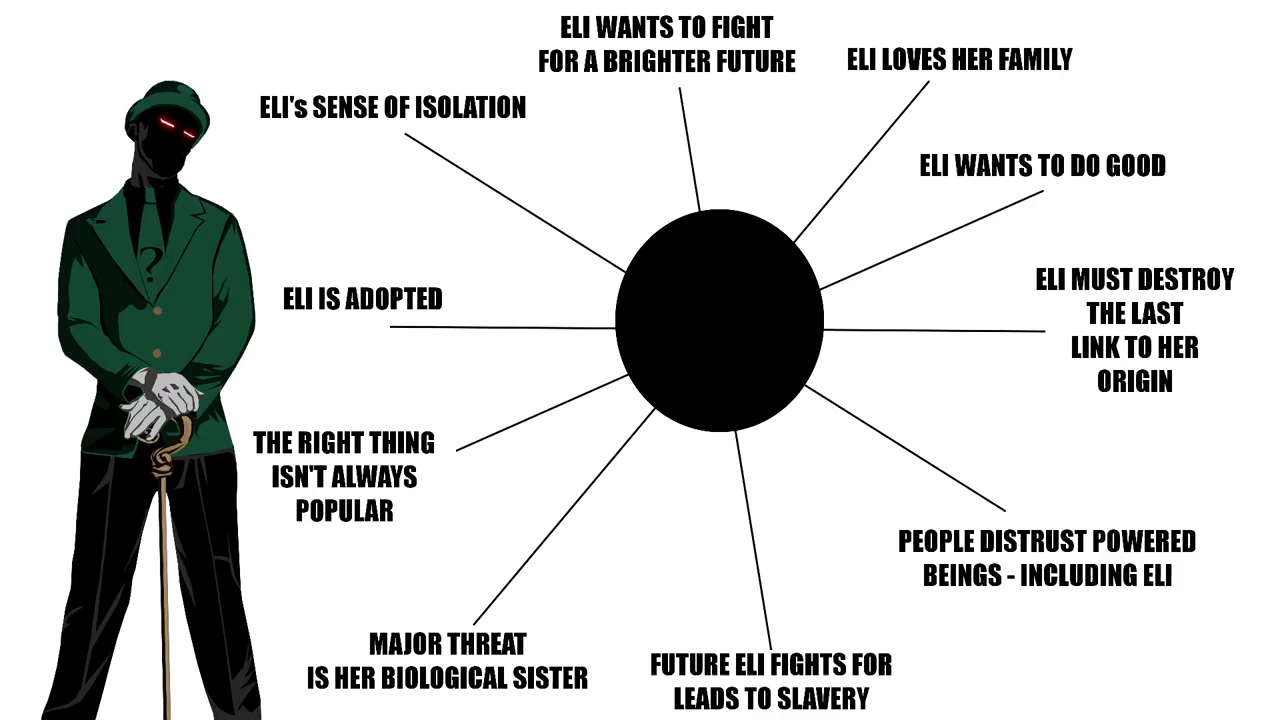 ELI WANTS TO FIGHT
FOR A BRIGHTER FUTURE
ELI LOVES HER FAMILY
ELI's SENSE OF ISOLATION
ELI WANTS TO DO GOOD
ELI MUST DESTROY
THE LAST
LINK TO HER
ORIGIN
ELI IS ADOPTED
THE RIGHT THING
ISN'T ALWAYS
POPULAR
PEOPLE DISTRUST POWERED
BEINGS - INCLUDING ELI
MAJOR THREAT
IS HER BIOLOGICAL SISTER
FUTURE ELI FIGHTS FOR
LEADS TO SLAVERY
?